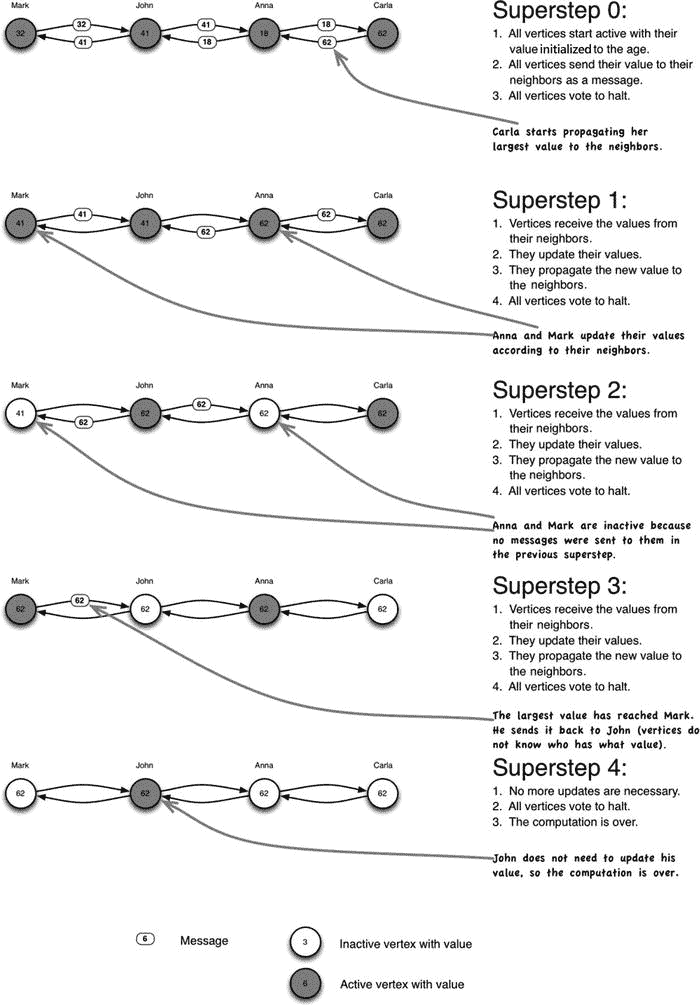 Mark John Anna Carla
32 41 18
32 41 18 62
41 18 62
Superstep 0:
1. All vertices start active with their
value initialized to the age.
2. All vertices send their value to their
neighbors as a message.
3. All vertices vote to halt.
Carla starts propagating her
largest value to the neighbors.
Mark John Anna Carla
41 62
41 41 62 62
62
Superstep 1:
1. Vertices receive the values from
their neighbors.
2. They update their values.
3. They propagate the new value to
the neighbors.
4. All vertices vote to halt.
Anna and Mark update their values
according to their neighbors.
Mark John Anna Carla
62
41 62 62 62
62
Superstep 2:
1. Vertices receive the values from
their neighbors.
2. They update their values.
3. They propagate the new value to
the neighbors.
4. All vertices vote to halt.
Anna and Mark are inactive because
no messages were sent to them in
the previous superstep.
Mark John Anna Carla
62
62 62 62 62
Superstep 3:
1. Vertices receive the values from
their neighbors.
2. They update their values.
3. They propagate the new value to
the neighbors.
4. All vertices vote to halt.
The largest value has reached Mark.
He sends it back to John (vertices do
not know who has what value).
Mark John Anna Carla
62 62 62 62
Superstep 4:
1. No more updates are necessary.
2. All vertices vote to halt.
3. The computation is over.
John does not need to update his
value, so the computation is over.
6 Message
3 Inactive vertex with value
6 Active vertex with value